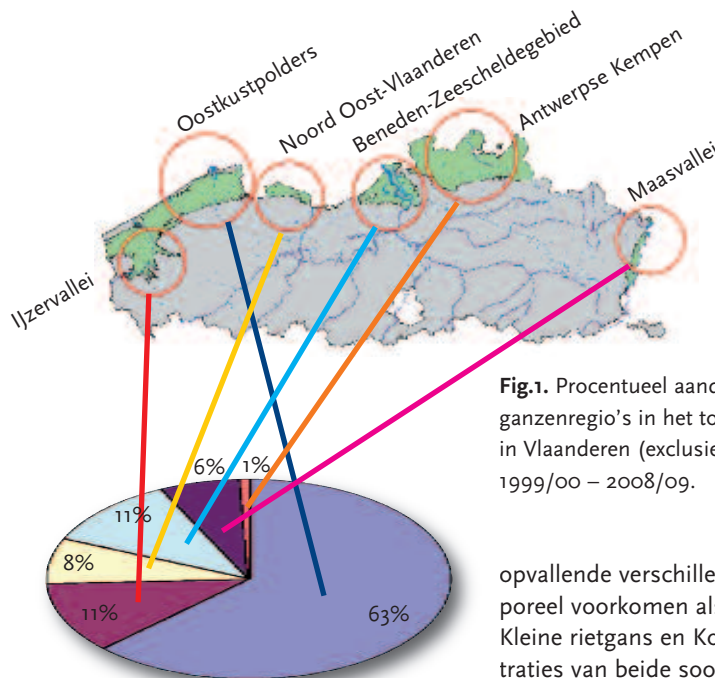 Oostkustpolders
Noord Oost-Vlaanderen
Beneden-Zeescheldegebied
Antwerpse Kempen
Maasvallei
IJzervallei
Fig.1. Procentueel aand
ganzenregio's in het to
in Vlaanderen (exclusie
1999/00 – 2008/09.
6%
1%
11%
8%
11%
63%
opvallende verschille
poreel voorkomen al
Kleine rietgans en Ko
traties van beide soo